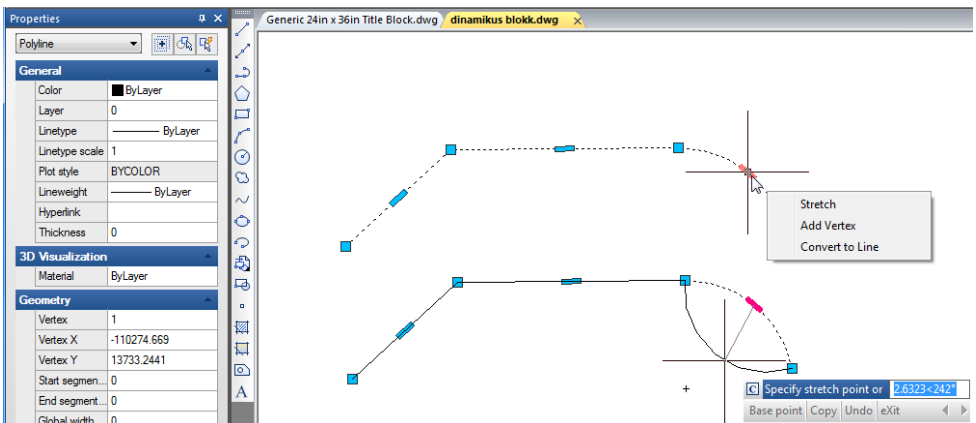 Properties
Generic 24in x 36in Title Block.dwg
dinamikus blokk.dwg
Polyline
General
Color ByLayer
Layer 0
Linetype ByLayer
Linetype scale 1
Plot style BYCOLOR
Lineweight ByLayer
Hyperlink
Thickness 0
3D Visualization
Material ByLayer
Geometry
Vertex 1
Vertex X -110274.669
Vertex Y 13733.2441
Start segmen... 0
End segment... 0
Global width 0
A
Stretch
Add Vertex
Convert to Line
C Specify stretch point or 2.6323<242°
Base point Copy Undo eXit